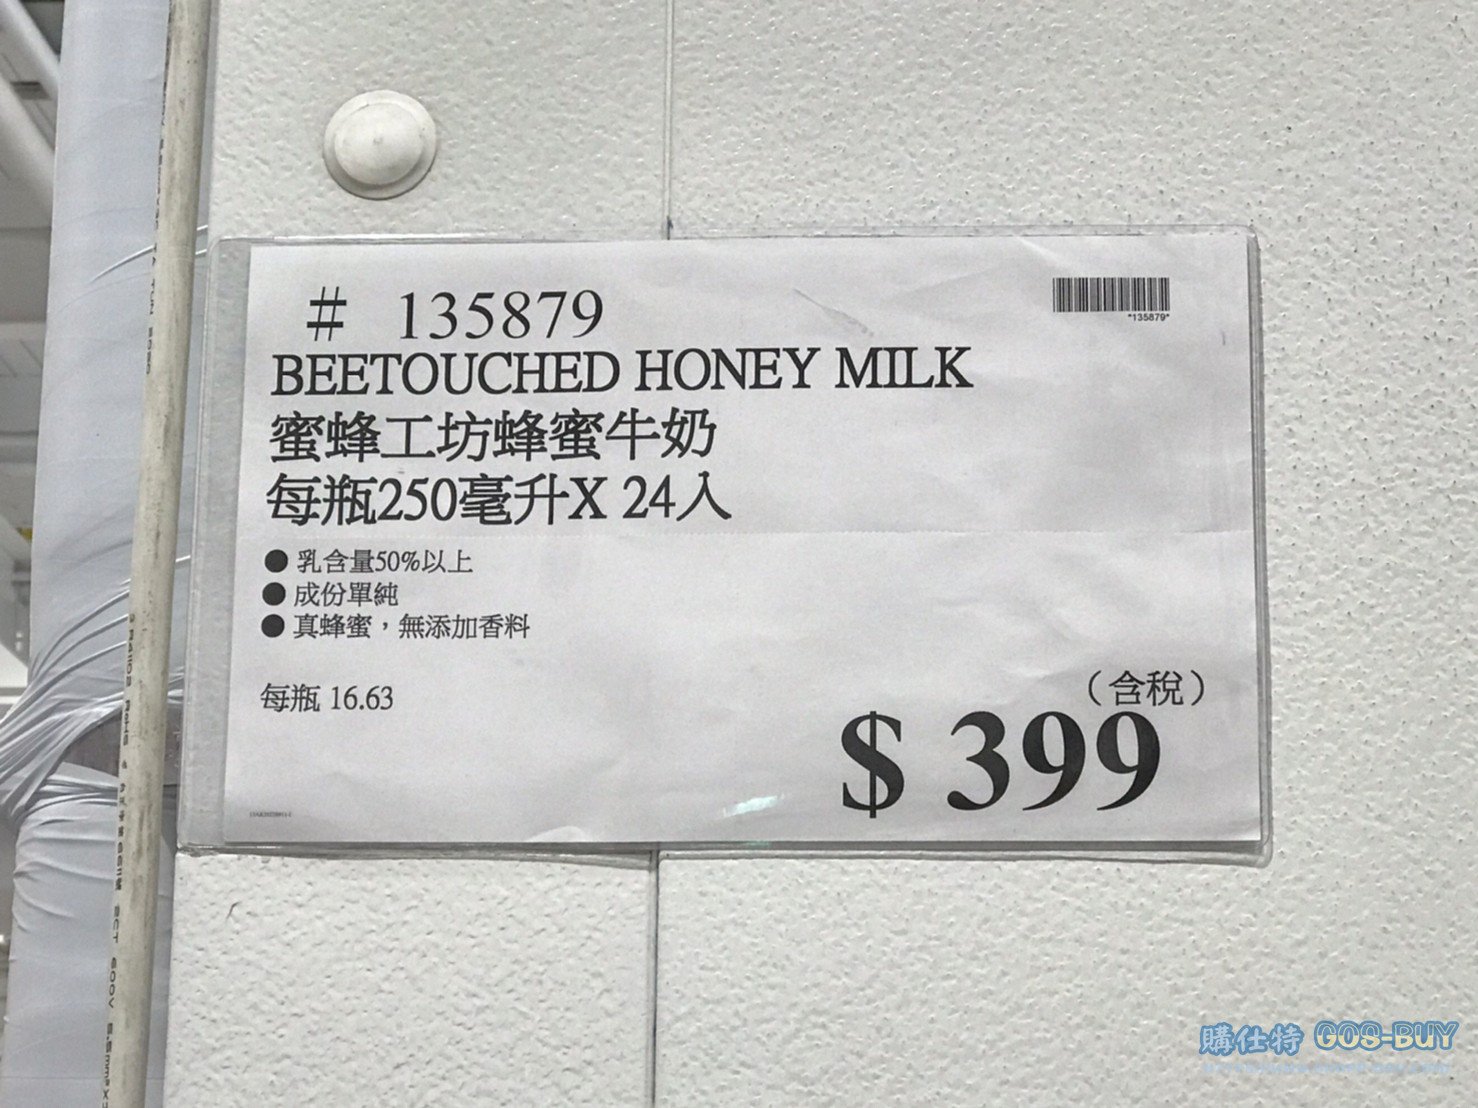 # 135879
*135879*
BEETOUCHED HONEY MILK
蜜蜂工坊蜂蜜牛奶
每瓶250毫升X 24入
● 乳含量50%以上
● 成份單純
● 真蜂蜜，無添加香料
每瓶 16.63
（含稅）
$ 399
購仕特 GOS-BUY